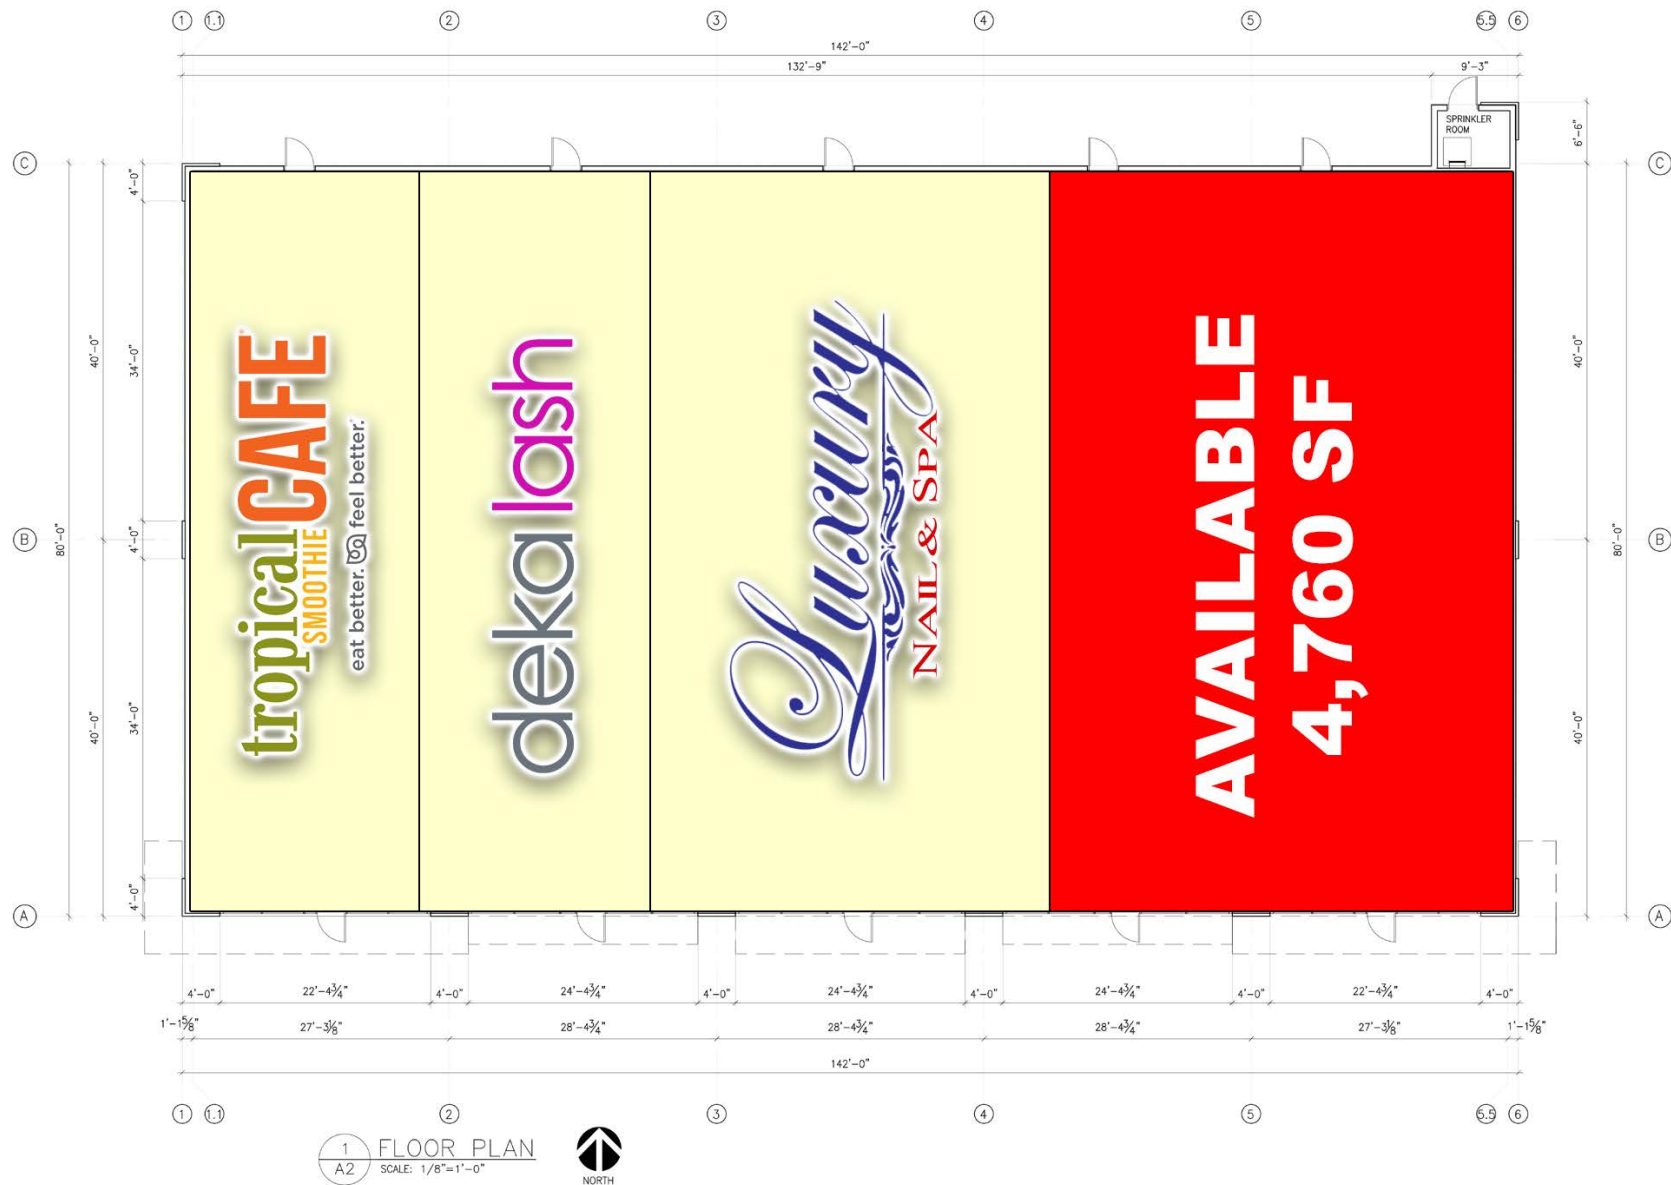 1 1.1 2 3 4 5 5.5 6
142'-0"
132'-9" 9'-3"
SPRINKLER
ROOM
6'-6"
C C
4'-0"
40'-0" 34'-0" 40'-0"
80'-0" 4'-0" 80'-0"
B B
40'-0" 34'-0" 40'-0"
4'-0"
A A
tropical
SMOOTHIE
CAFE
eat better. feel better.
deka lash
Luxury
NAIL & SPA
AVAILABLE
4,760 SF
4'-0" 22'-4¾" 4'-0" 24'-4¾" 4'-0" 24'-4¾" 4'-0" 24'-4¾" 4'-0" 22'-4¾" 4'-0"
1'-1⅝" 27'-3⅛" 28'-4¾" 28'-4¾" 28'-4¾" 27'-3⅛" 1'-1⅝"
142'-0"
1 1.1 2 3 4 5 5.5 6
1 FLOOR PLAN
A2 SCALE: 1/8"=1'-0"
NORTH